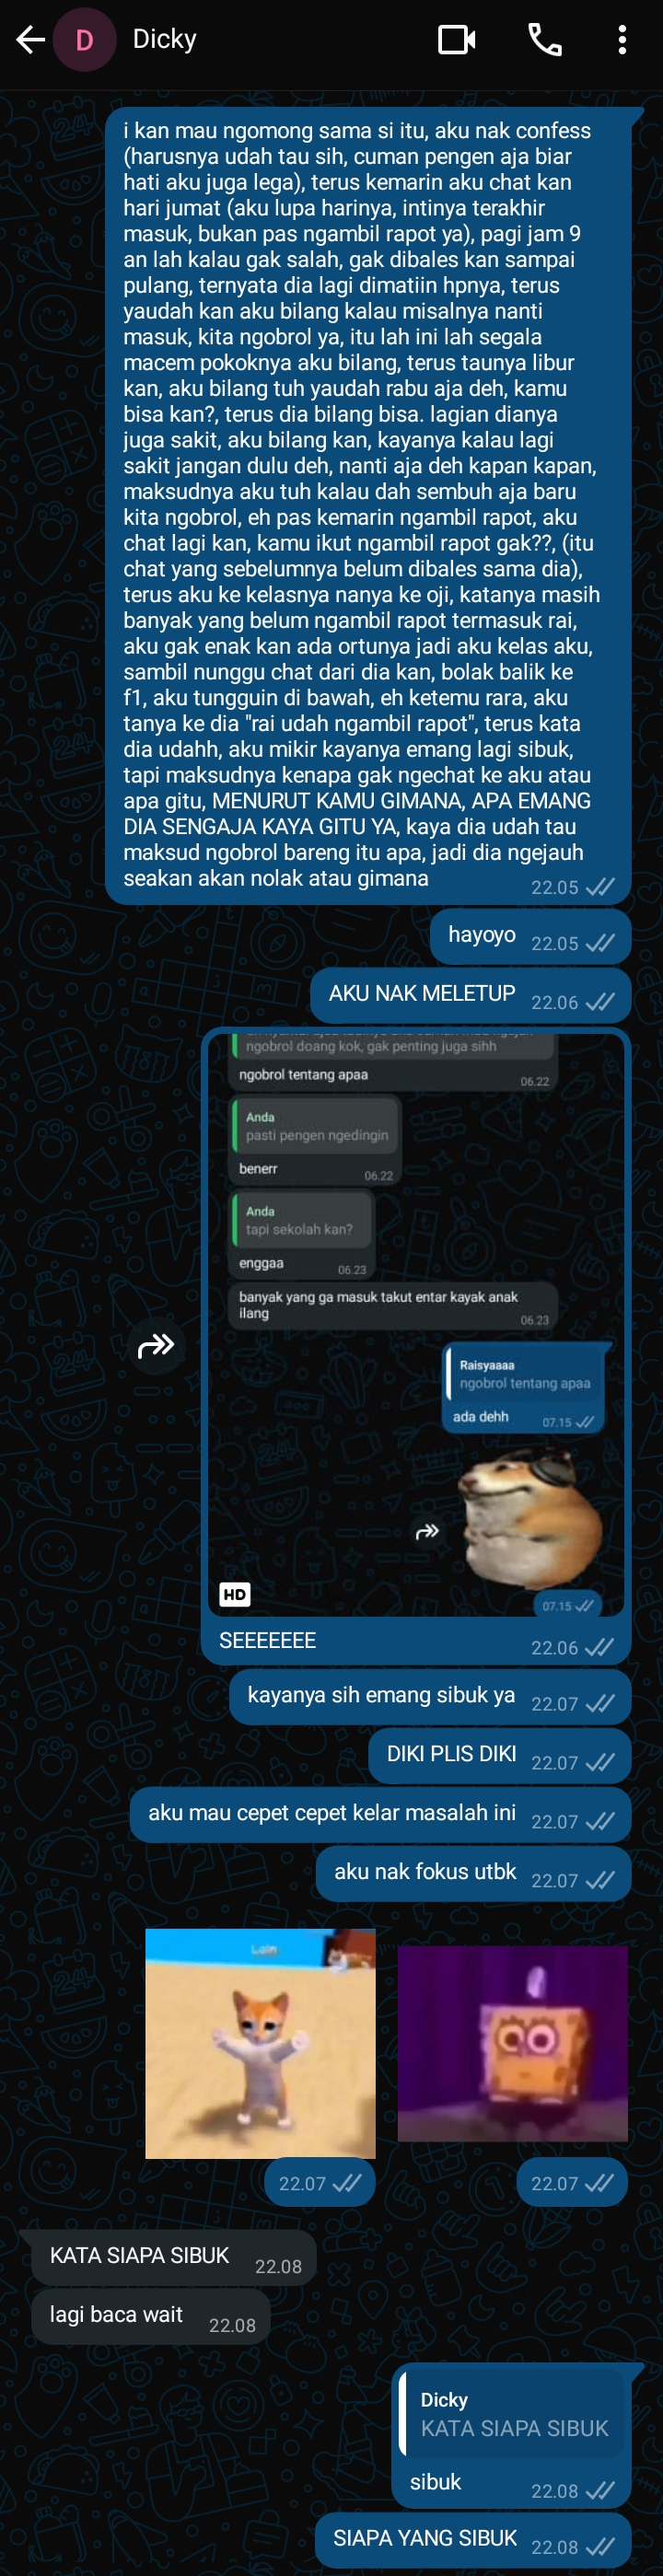 D Dicky
i kan mau ngomong sama si itu, aku nak confess
(harusnya udah tau sih, cuman pengen aja biar
hati aku juga lega), terus kemarin aku chat kan
hari jumat (aku lupa harinya, intinya terakhir
masuk, bukan pas ngambil rapot ya), pagi jam 9
an lah kalau gak salah, gak dibales kan sampai
pulang, ternyata dia lagi dimatiin hpnya, terus
yaudah kan aku bilang kalau misalnya nanti
masuk, kita ngobrol ya, itu lah ini lah segala
macem pokoknya aku bilang, terus taunya libur
kan, aku bilang tuh yaudah rabu aja deh, kamu
bisa kan?, terus dia bilang bisa. lagian dianya
juga sakit, aku bilang kan, kayanya kalau lagi
sakit jangan dulu deh, nanti aja deh kapan kapan,
maksudnya aku tuh kalau dah sembuh aja baru
kita ngobrol, eh pas kemarin ngambil rapot, aku
chat lagi kan, kamu ikut ngambil rapot gak??, (itu
chat yang sebelumnya belum dibales sama dia),
terus aku ke kelasnya nanya ke oji, katanya masih
banyak yang belum ngambil rapot termasuk rai,
aku gak enak kan ada ortunya jadi aku kelas aku,
sambil nunggu chat dari dia kan, bolak balik ke
f1, aku tungguin di bawah, eh ketemu rara, aku
tanya ke dia "rai udah ngambil rapot", terus kata
dia udahh, aku mikir kayanya emang lagi sibuk,
tapi maksudnya kenapa gak ngechat ke aku atau
apa gitu, MENURUT KAMU GIMANA, APA EMANG
DIA SENGAJA KAYA GITU YA, kaya dia udah tau
maksud ngobrol bareng itu apa, jadi dia ngejauh
seakan akan nolak atau gimana 22.05
hayoyo 22.05
AKU NAK MELETUP 22.06
ngobrol doang kok, gak penting juga sihh
ngobrol tentang apaa 06.22
Anda
pasti pengen ngedingin
benerr 06.22
Anda
tapi sekolah kan?
enggaa 06.23
banyak yang ga masuk takut entar kayak anak
ilang 06.23
Raisyaaaa
ngobrol tentang apaa
ada dehh 07.15
HD
07.15
SEEEEEEE 22.06
kayanya sih emang sibuk ya 22.07
DIKI PLIS DIKI 22.07
aku mau cepet cepet kelar masalah ini 22.07
aku nak fokus utbk 22.07
22.07
22.07
KATA SIAPA SIBUK 22.08
lagi baca wait 22.08
Dicky
KATA SIAPA SIBUK
sibuk 22.08
SIAPA YANG SIBUK 22.08